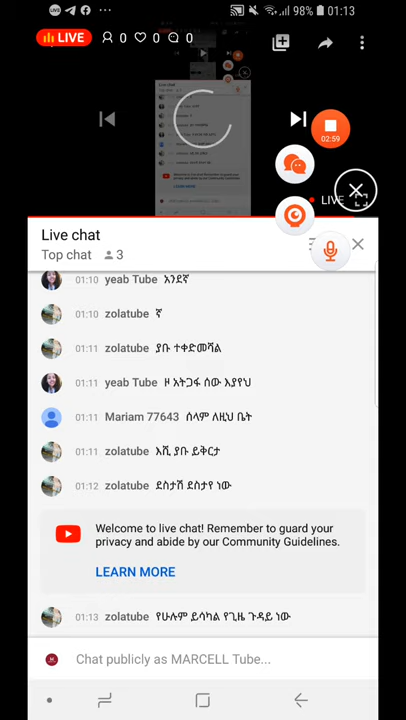 LIVE 98% 01:13
LIVE 0 0 0
02:59
LIVE
Live chat
Top chat 3
01:10 yeab Tube አንደኛ
01:10 zolatube ኛ
01:11 zolatube ያቡ ተቀድመሻል
01:11 yeab Tube ዞ አትጋፋ ሰው እያየህ
01:11 Mariam 77643 ሰላም ለዚህ ቤት
01:11 zolatube እሺ ያቡ ይቅርታ
01:12 zolatube ደስታሽ ደስታየ ነው
Welcome to live chat! Remember to guard your
privacy and abide by our Community Guidelines.
LEARN MORE
01:13 zolatube የሁሉም ይሳካል የጊዜ ጉዳይ ነው
Chat publicly as MARCELL Tube...